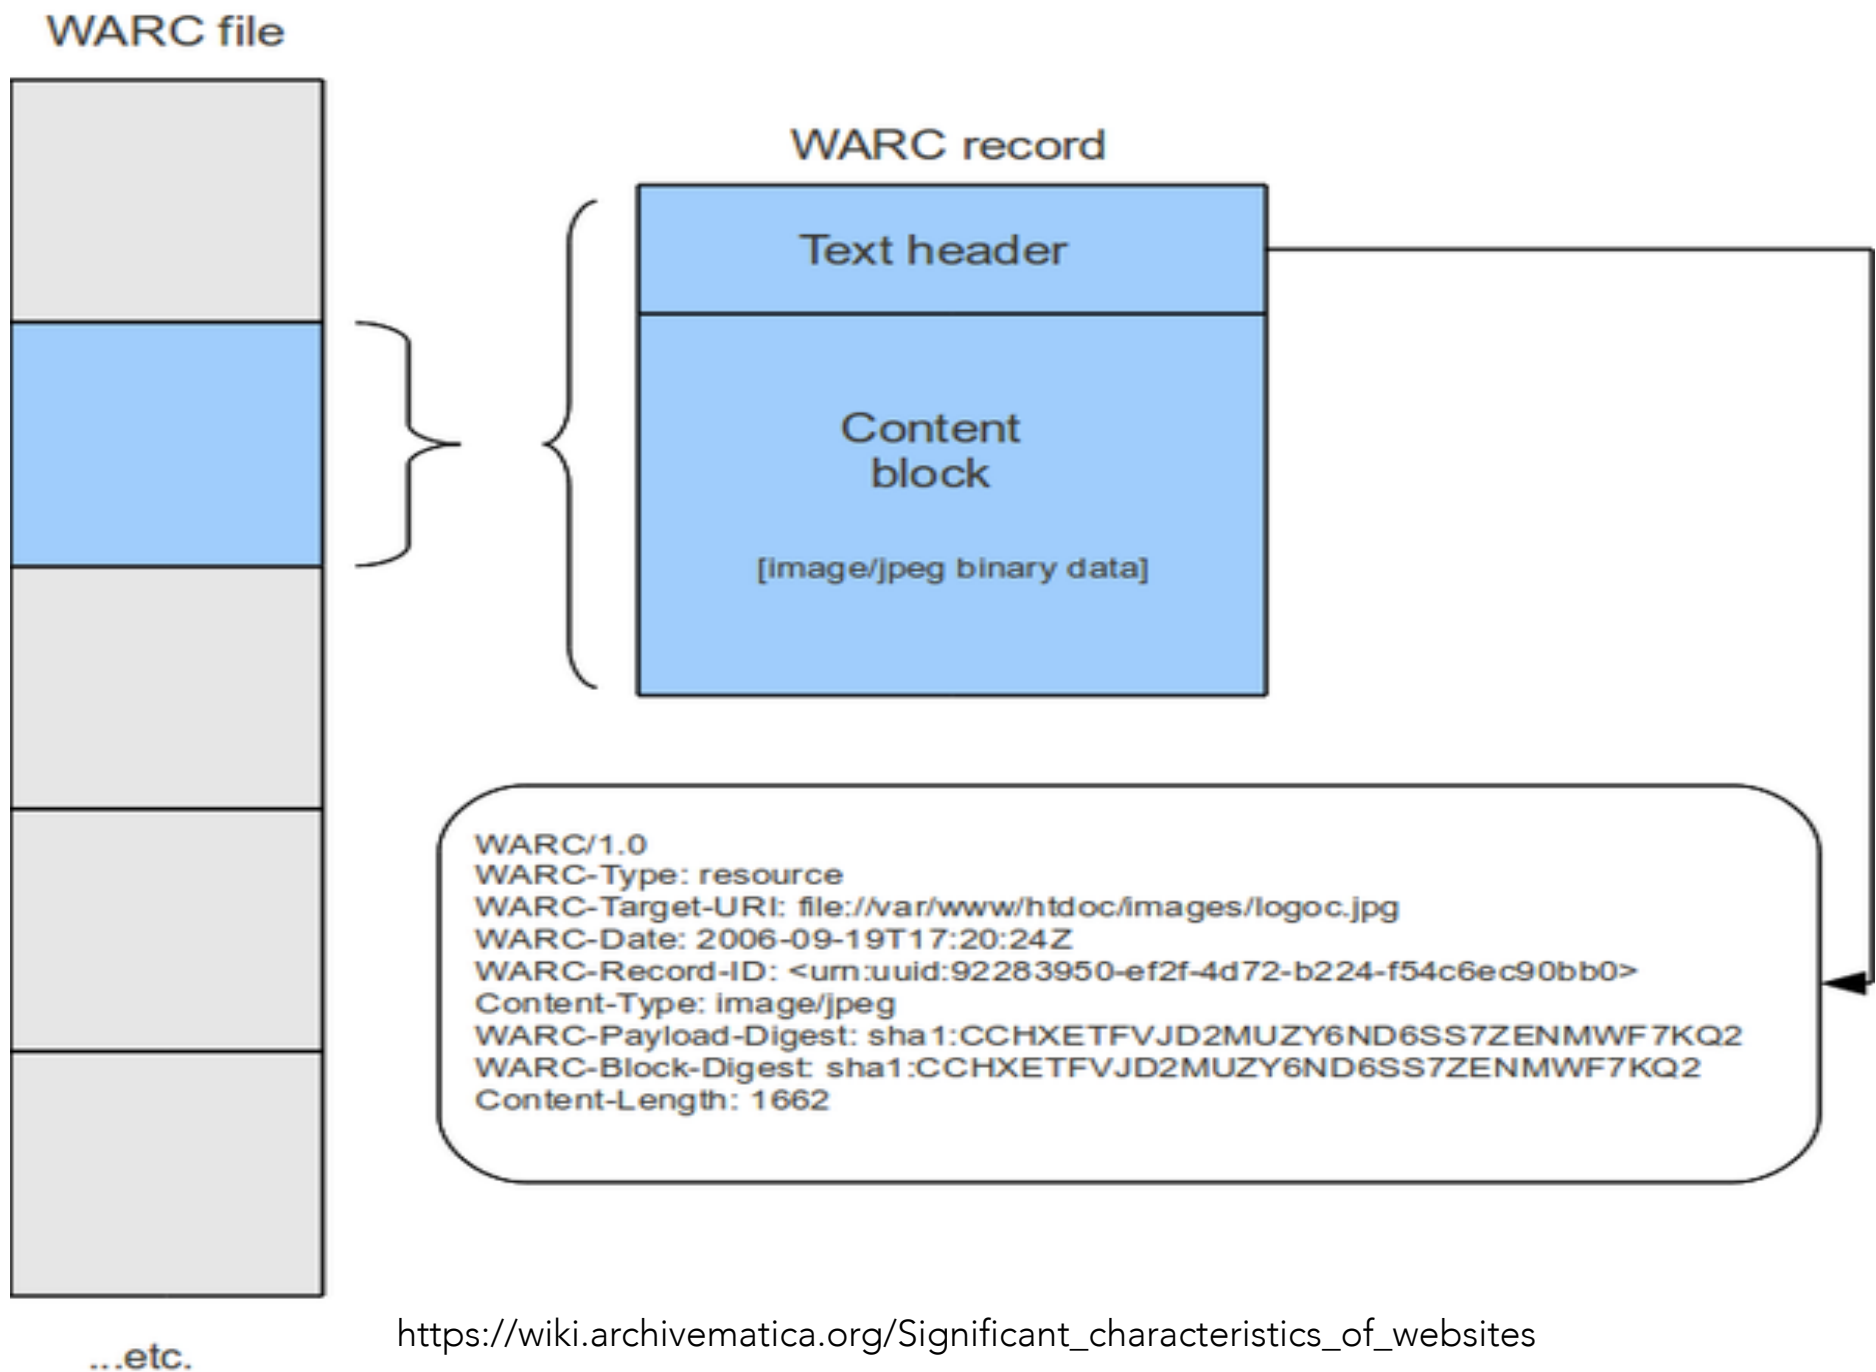 WARC file
WARC record
Text header
Content
block
[image/jpeg binary data]
WARC/1.0
WARC-Type: resource
WARC-Target-URI: file://var/www/htdoc/images/logoc.jpg
WARC-Date: 2006-09-19T17:20:24Z
WARC-Record-ID: <urn:uuid:92283950-ef2f-4d72-b224-f54c6ec90bb0>
Content-Type: image/jpeg
WARC-Payload-Digest: sha1:CCHXETFVJD2MUZY6ND6SS7ZENMWF7KQ2
WARC-Block-Digest: sha1:CCHXETFVJD2MUZY6ND6SS7ZENMWF7KQ2
Content-Length: 1662
...etc.
https://wiki.archivematica.org/Significant_characteristics_of_websites